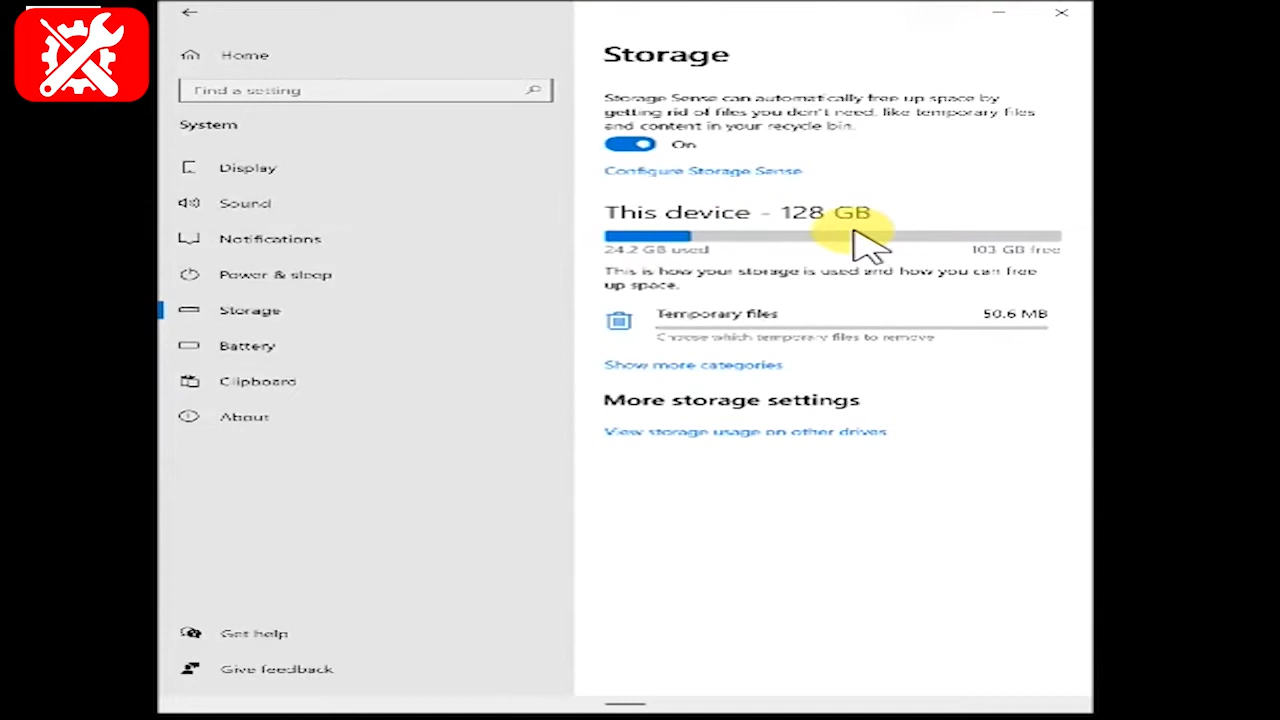 Home
Find a setting
System
Display
Sound
Notifications
Power & sleep
Storage
Battery
Clipboard
About
Get help
Give feedback
Storage
Storage Sense can automatically free up space by
getting rid of files you don't need, like temporary files
and content in your recycle bin.
On
Configure Storage Sense
This device - 128 GB
24.2 GB used
103 GB free
This is how your storage is used and how you can free
up space.
Temporary files
50.6 MB
Choose which temporary files to remove
Show more categories
More storage settings
View storage usage on other drives